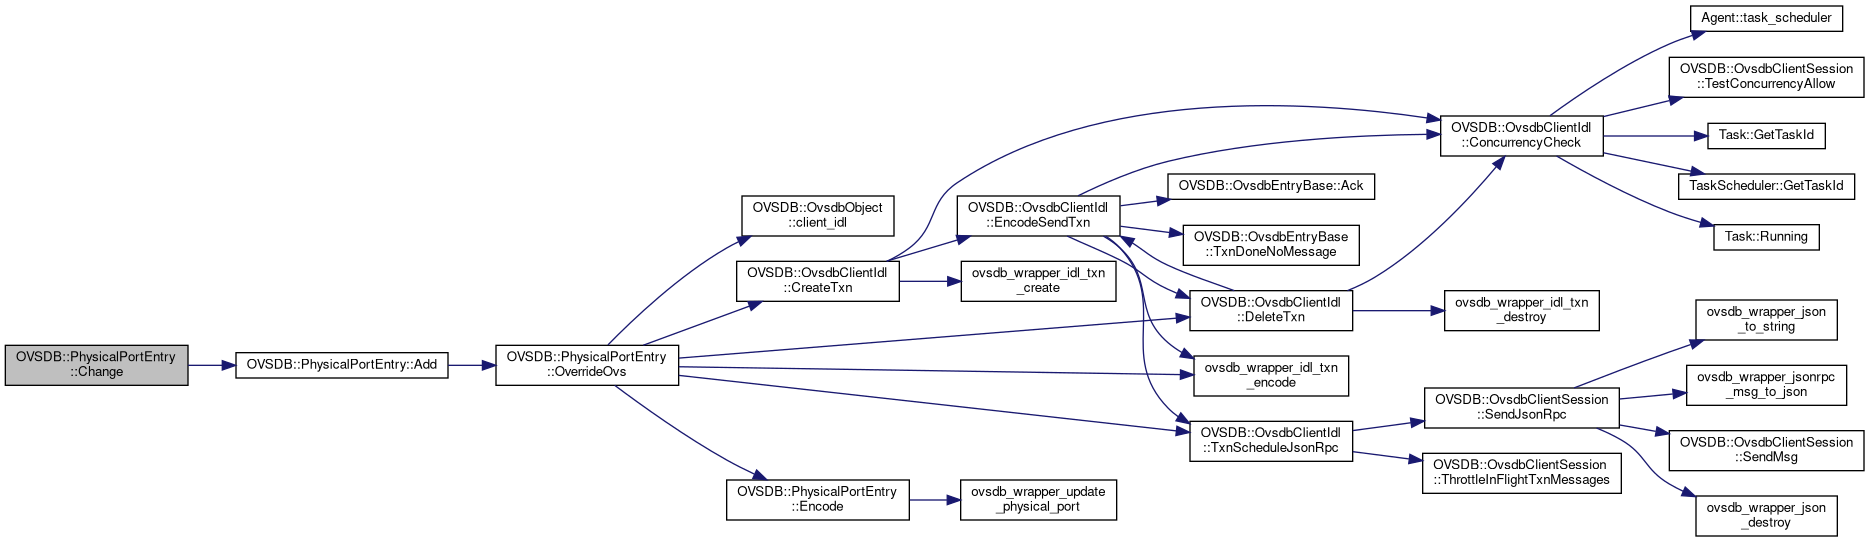 OVSDB::PhysicalPortEntry
::Change
OVSDB::PhysicalPortEntry::Add
OVSDB::PhysicalPortEntry
::OverrideOvs
OVSDB::OvsdbObject
::client_idl
OVSDB::OvsdbClientIdl
::CreateTxn
OVSDB::PhysicalPortEntry
::Encode
OVSDB::OvsdbClientIdl
::EncodeSendTxn
ovsdb_wrapper_idl_txn
_create
ovsdb_wrapper_update
_physical_port
OVSDB::OvsdbEntryBase::Ack
OVSDB::OvsdbEntryBase
::TxnDoneNoMessage
OVSDB::OvsdbClientIdl
::DeleteTxn
ovsdb_wrapper_idl_txn
_encode
OVSDB::OvsdbClientIdl
::TxnScheduleJsonRpc
OVSDB::OvsdbClientIdl
::ConcurrencyCheck
ovsdb_wrapper_idl_txn
_destroy
OVSDB::OvsdbClientSession
::SendJsonRpc
OVSDB::OvsdbClientSession
::ThrottleInFlightTxnMessages
Agent::task_scheduler
OVSDB::OvsdbClientSession
::TestConcurrencyAllow
Task::GetTaskId
TaskScheduler::GetTaskId
Task::Running
ovsdb_wrapper_json
_to_string
ovsdb_wrapper_jsonrpc
_msg_to_json
OVSDB::OvsdbClientSession
::SendMsg
ovsdb_wrapper_json
_destroy